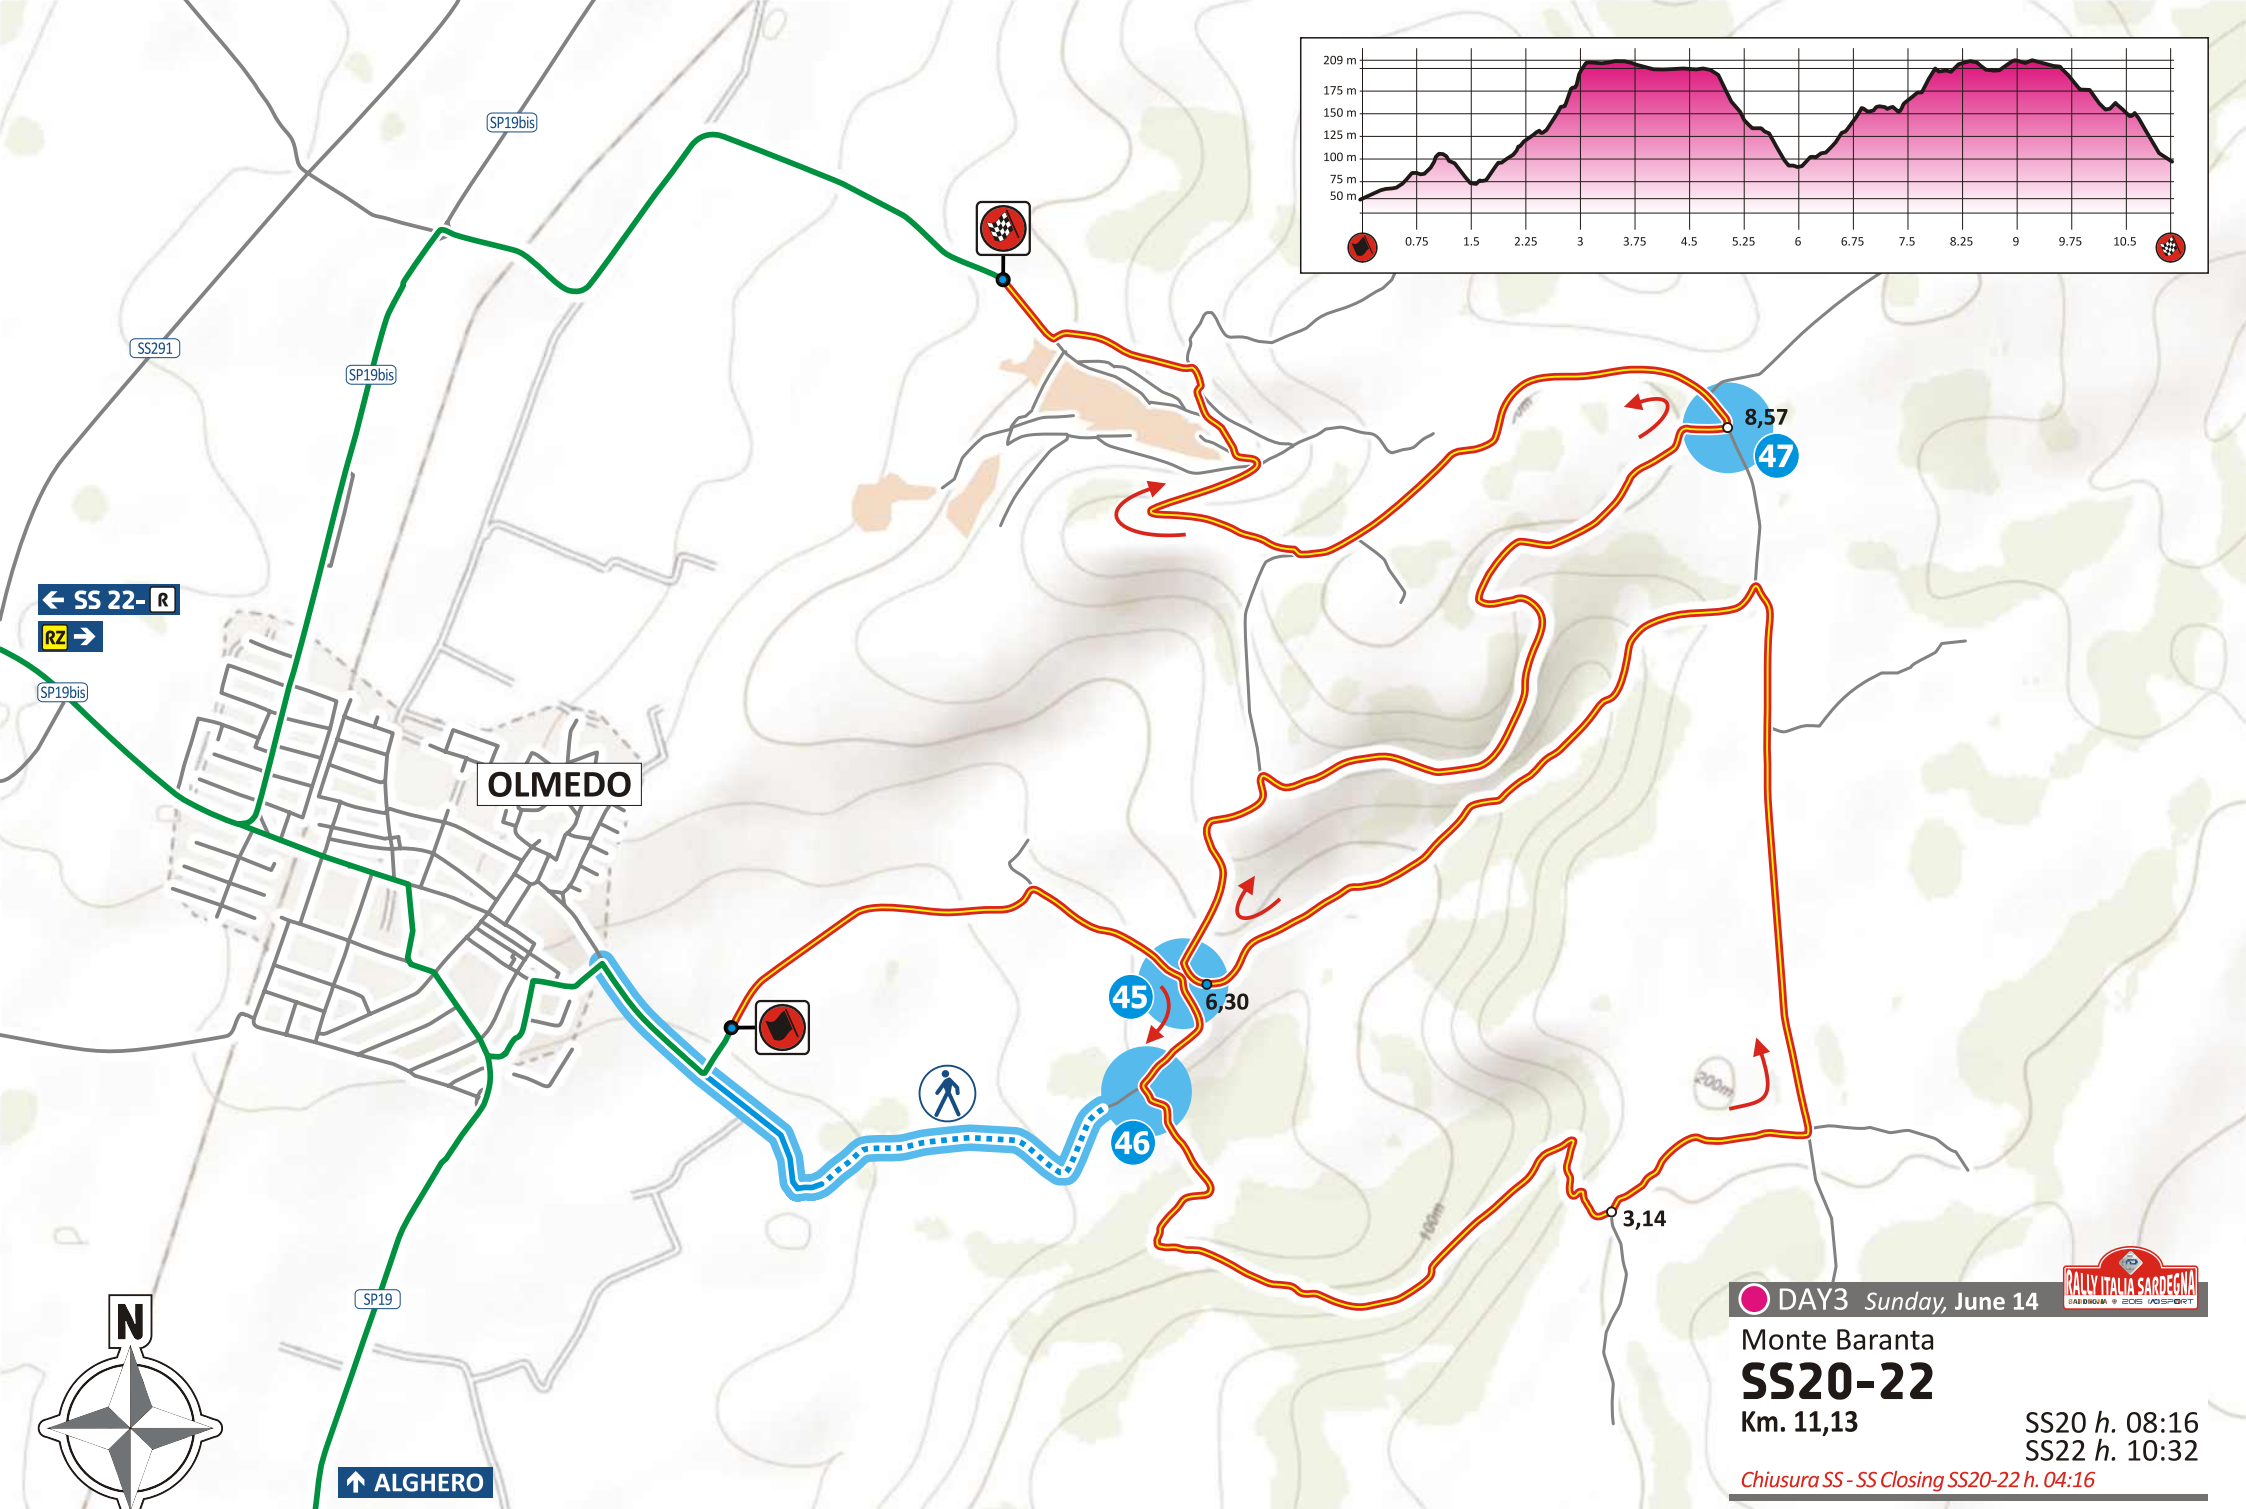 209 m
175 m
150 m
125 m
100 m
75 m
50 m
0.75 1.5 2.25 3 3.75 4.5 5.25 6 6.75 7.5 8.25 9 9.75 10.5
SP19bis
SS291
SP19bis
8,57
47
← SS 22- R
RZ →
SP19bis
OLMEDO
45
6,30
46
200m
3,14
100m
SP19
N
↑ ALGHERO
DAY3 Sunday, June 14
RALLY ITALIA SARDEGNA
SARDEGNA 2015
Monte Baranta
SS20-22
Km. 11,13
SS20 h. 08:16
SS22 h. 10:32
Chiusura SS - SS Closing SS20-22 h. 04:16